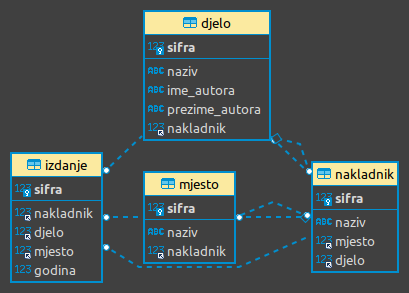 djelo
123 sifra
ABC naziv
ABC ime_autora
ABC prezime_autora
123 nakladnik
izdanje
123 sifra
123 nakladnik
123 djelo
123 mjesto
123 godina
mjesto
123 sifra
ABC naziv
123 nakladnik
nakladnik
123 sifra
ABC naziv
123 mjesto
123 djelo